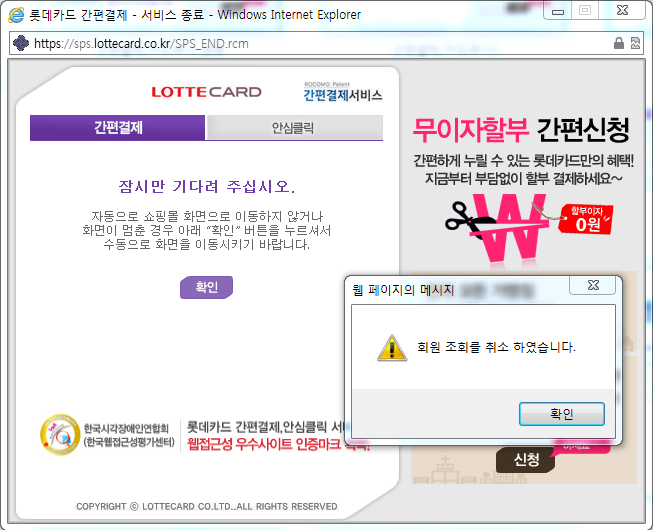 롯데카드 간편결제 - 서비스 종료 - Windows Internet Explorer
https://sps.lottecard.co.kr/SPS_END.rcm
LOTTE CARD
ROCOMO Patent
간편결제서비스
간편결제
안심클릭
잠시만 기다려 주십시오.
자동으로 쇼핑몰 화면으로 이동하지 않거나
화면이 멈춘 경우 아래 “확인” 버튼을 누르셔서
수동으로 화면을 이동시키기 바랍니다.
확인
한국시각장애인연합회
(한국웹접근성평가센터)
롯데카드 간편결제,안심클릭
웹접근성 우수사이트 인증마크
COPYRIGHT ⓒ LOTTECARD CO.LTD..ALL RIGHTS RESERVED
무이자할부 간편신청
간편하게 누릴 수 있는 롯데카드만의 혜택!
지금부터 부담없이 할부 결제하세요~
할부이자
0원
웹 페이지의 메시지
회원 조회를 취소 하였습니다.
확인
신청